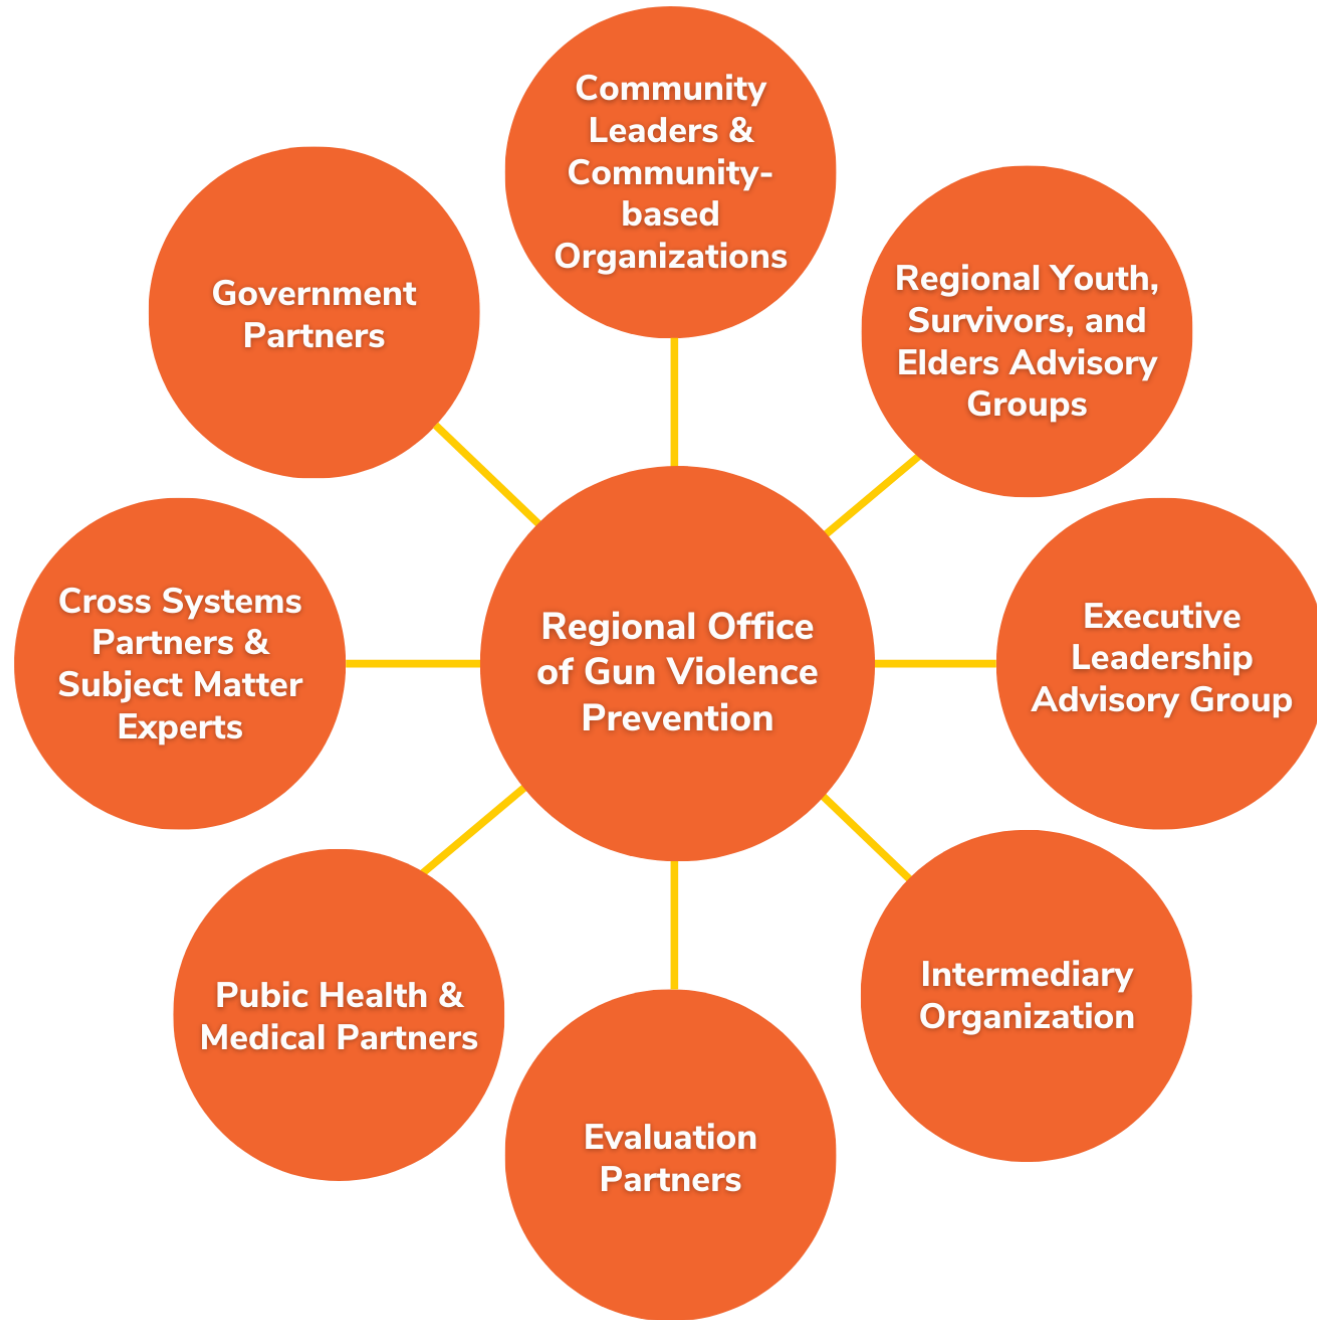 Community
Leaders &
Community-
based
Organizations
Government
Partners
Regional Youth,
Survivors, and
Elders Advisory
Groups
Cross Systems
Partners &
Subject Matter
Experts
Regional Office
of Gun Violence
Prevention
Executive
Leadership
Advisory Group
Pubic Health &
Medical Partners
Intermediary
Organization
Evaluation
Partners